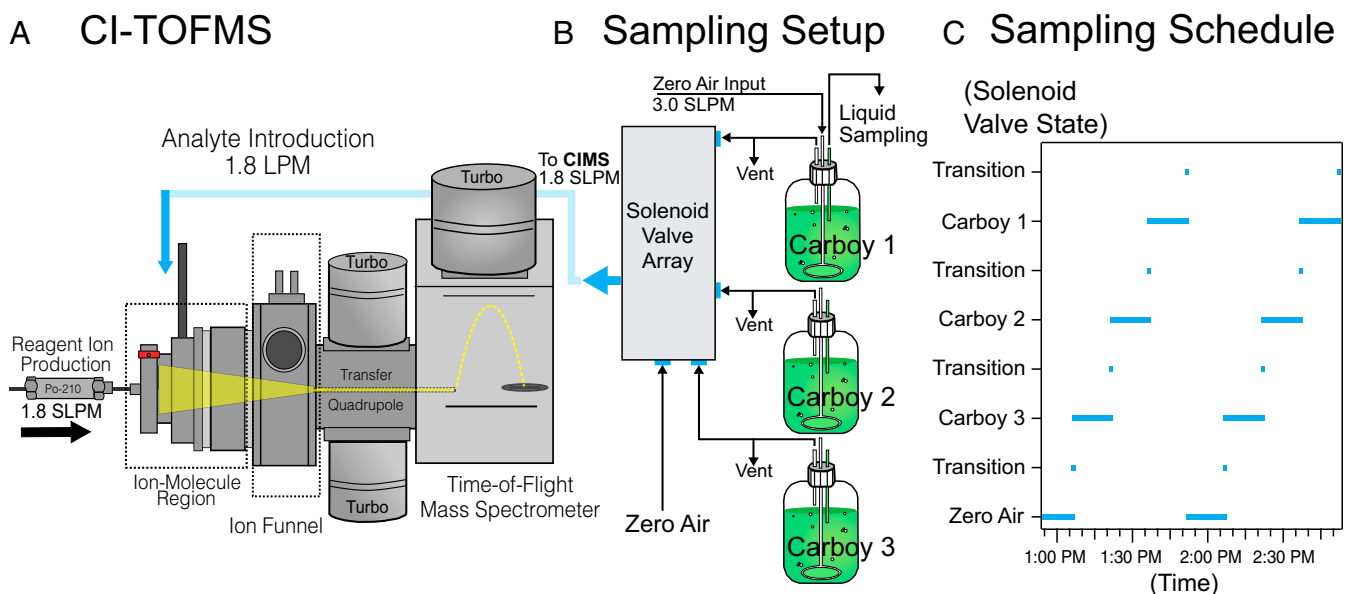 A CI-TOFMS
Analyte Introduction
1.8 LPM
Turbo
Turbo
Reagent Ion
Production
Po-210
1.8 SLPM
Transfer
Quadrupole
Ion-Molecule
Region
Ion Funnel
Turbo
Time-of-Flight
Mass Spectrometer
B Sampling Setup
Zero Air Input
3.0 SLPM
Liquid
Sampling
To CIMS
1.8 SLPM
Solenoid
Valve
Array
Vent
Carboy 1
Vent
Carboy 2
Vent
Carboy 3
Zero Air
C Sampling Schedule
(Solenoid
Valve State)
Transition
Carboy 1
Transition
Carboy 2
Transition
Carboy 3
Transition
Zero Air
1:00 PM 1:30 PM 2:00 PM 2:30 PM
(Time)